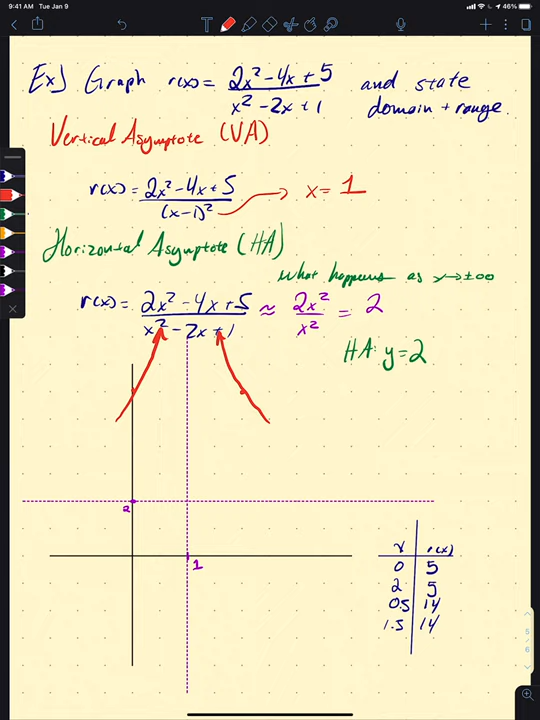 9:41 AM Tue Jan 9
46%
Ex] Graph r(x) = (2x² - 4x + 5)/(x² - 2x + 1) and state
domain + range.
Vertical Asymptote (VA)
r(x) = (2x² - 4x + 5)/(x-1)² → x = 1
Horizontal Asymptote (HA)
what happens as x→±∞
r(x) = (2x² - 4x + 5)/(x² - 2x + 1) ≈ 2x²/x² = 2
HA: y = 2
2
1
x r(x)
0 5
2 5
0.5 14
1.5 14
5
6